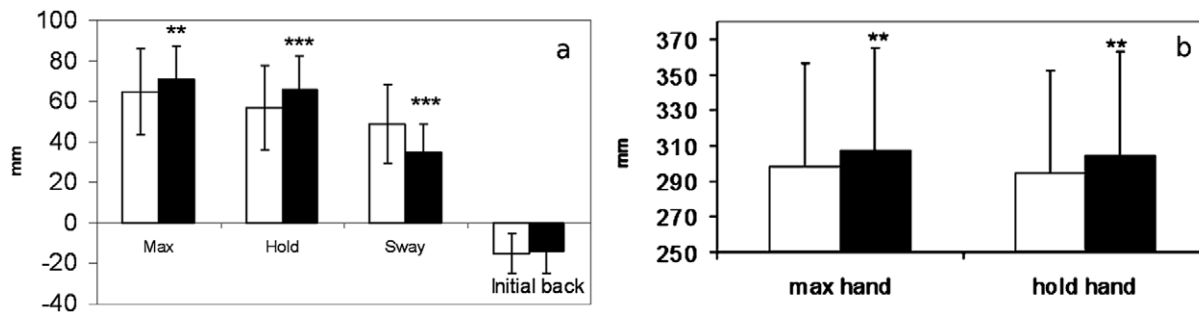 100
80
60
40
20
0
-20
-40
mm
** *** ***
a
Max Hold Sway
Initial back
370
350
330
310
290
270
250
mm
** **
b
max hand hold hand